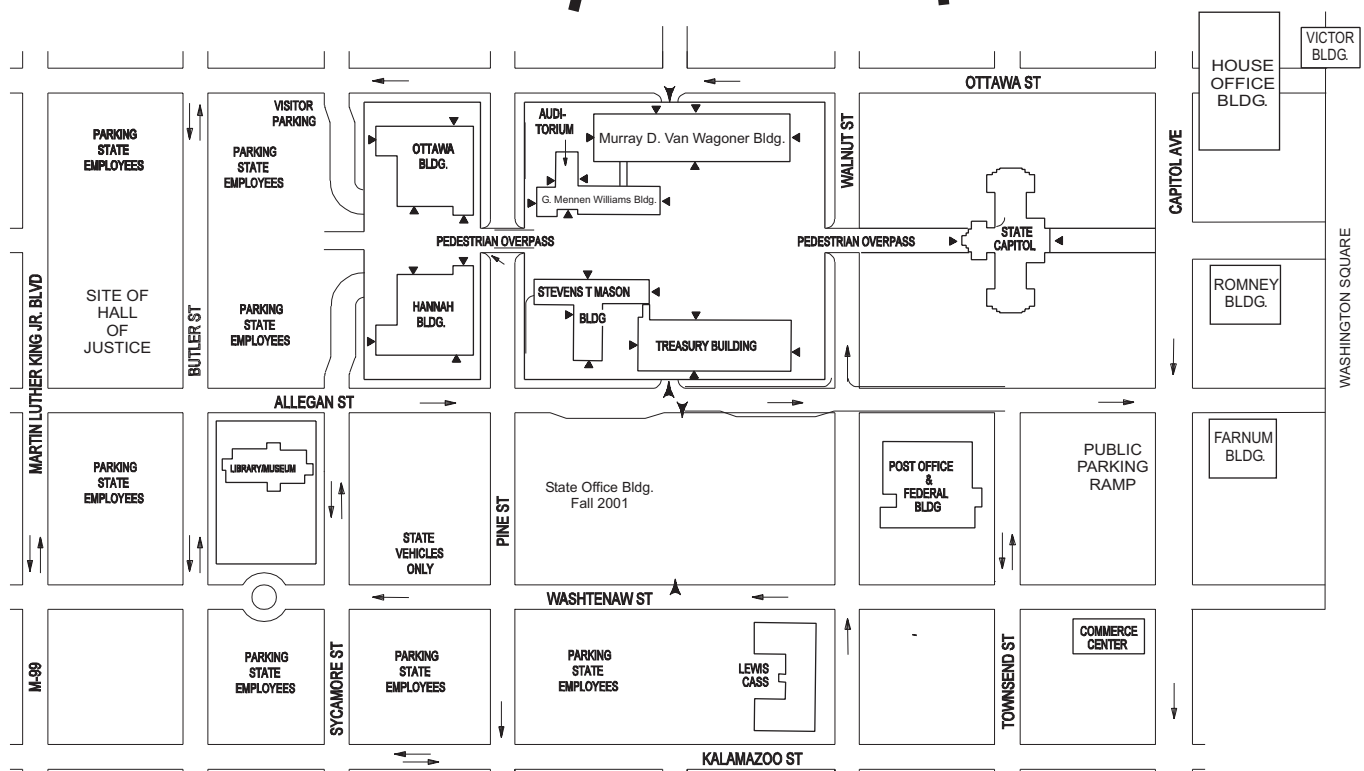 VICTOR
BLDG.
HOUSE
OFFICE
BLDG.
OTTAWA ST
VISITOR
PARKING
PARKING
STATE
EMPLOYEES
PARKING
STATE
EMPLOYEES
OTTAWA
BLDG.
AUDI-
TORIUM
Murray D. Van Wagoner Bldg.
G. Mennen Williams Bldg.
WALNUT ST
CAPITOL AVE
PEDESTRIAN OVERPASS
PEDESTRIAN OVERPASS
STATE
CAPITOL
WASHINGTON SQUARE
MARTIN LUTHER KING JR. BLVD
SITE OF
HALL
OF
JUSTICE
BUTLER ST
PARKING
STATE
EMPLOYEES
HANNAH
BLDG.
STEVENS T MASON
BLDG
TREASURY BUILDING
ROMNEY
BLDG.
ALLEGAN ST
PARKING
STATE
EMPLOYEES
LIBRARY/MUSEUM
STATE
VEHICLES
ONLY
PINE ST
State Office Bldg.
Fall 2001
POST OFFICE
&
FEDERAL
BLDG
PUBLIC
PARKING
RAMP
FARNUM
BLDG.
WASHTENAW ST
M-99
PARKING
STATE
EMPLOYEES
SYCAMORE ST
PARKING
STATE
EMPLOYEES
PARKING
STATE
EMPLOYEES
LEWIS
CASS
TOWNSEND ST
COMMERCE
CENTER
KALAMAZOO ST